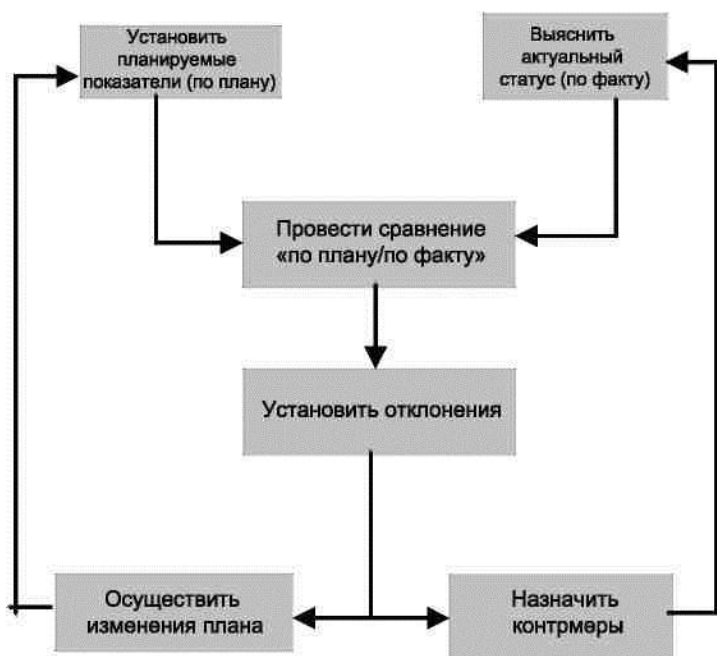 Установить
планируемые
показатели (по плану)
Выяснить
актуальный
статус (по факту)
Провести сравнение
«по плану/по факту»
Установить отклонения
Осуществить
изменения плана
Назначить
контрмеры